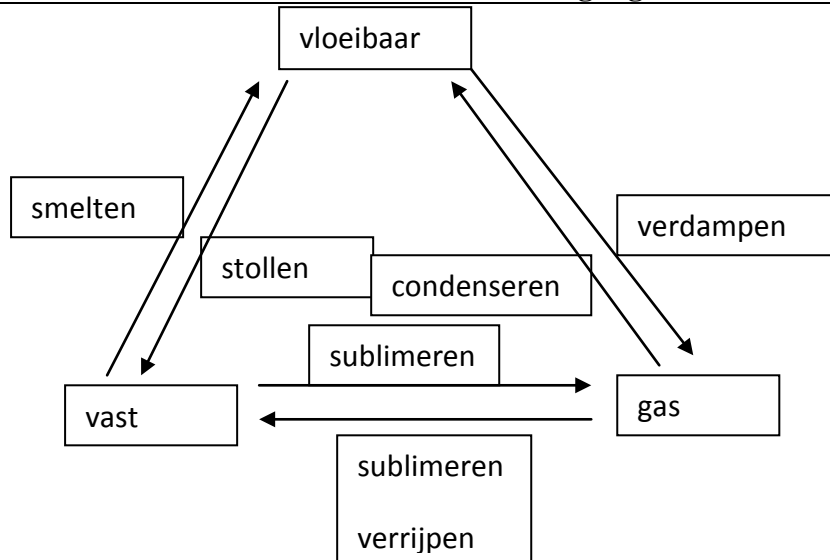 vloeibaar
smelten
verdampen
stollen
condenseren
sublimeren
vast
gas
sublimeren
verrijpen